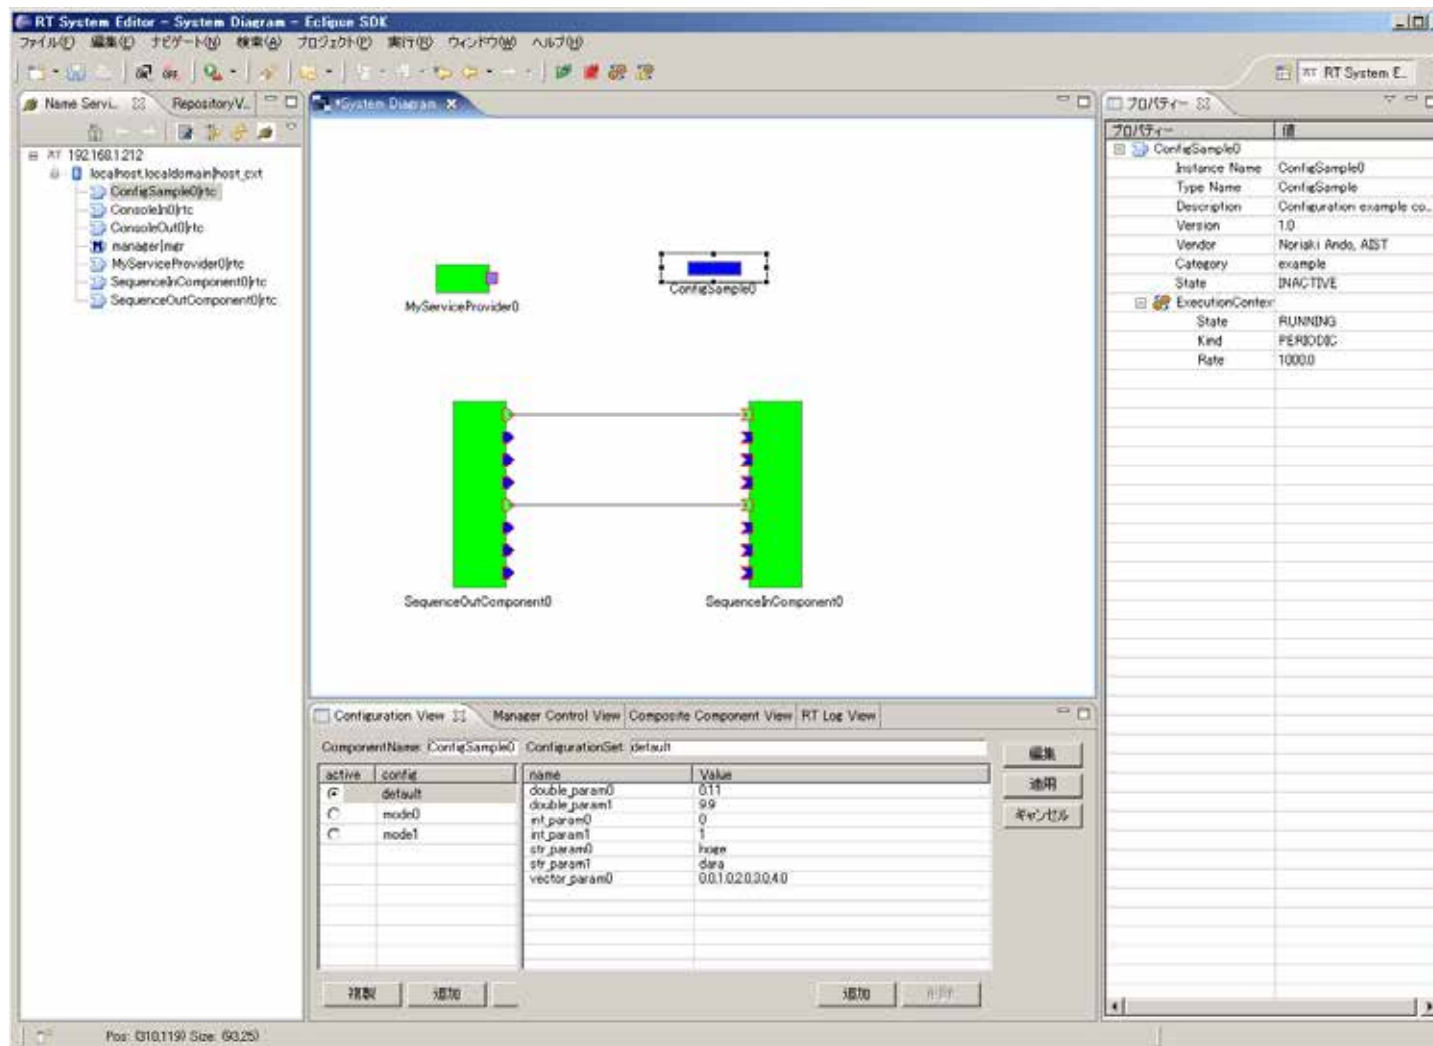 RT System Editor - System Diagram - Eclipse SDK
ファイル(F) 編集(E) ナビゲート(N) 検索(A) プロジェクト(P) 実行(R) ウィンドウ(W) ヘルプ(H)
RT System E..
Name Servi.. RepositoryV..
192.168.1.212
localhost.localdomain|host_cxt
ConfigSample0|rtc
ConsoleIn0|rtc
ConsoleOut0|rtc
manager|mgr
MyServiceProvider0|rtc
SequenceInComponent0|rtc
SequenceOutComponent0|rtc
*System Diagram
MyServiceProvider0
ConfigSample0
SequenceOutComponent0
SequenceInComponent0
プロパティー
プロパティー 値
ConfigSample0
Instance Name ConfigSample0
Type Name ConfigSample
Description Configuration example co..
Version 1.0
Vendor Noriaki Ando, AIST
Category example
State INACTIVE
ExecutionContex
State RUNNING
Kind PERIODIC
Rate 1000.0
Configuration View Manager Control View Composite Component View RT Log View
ComponentName: ConfigSample0 ConfigurationSet: default
編集
適用
キャンセル
active config
default
mode0
mode1
name Value
double_param0 0.11
double_param1 9.9
int_param0 0
int_param1 1
str_param0 hoge
str_param1 dara
vector_param0 0.0,1.0,2.0,3.0,4.0
複製 追加
追加 削除
Pos: (310,119) Size: (93,25)